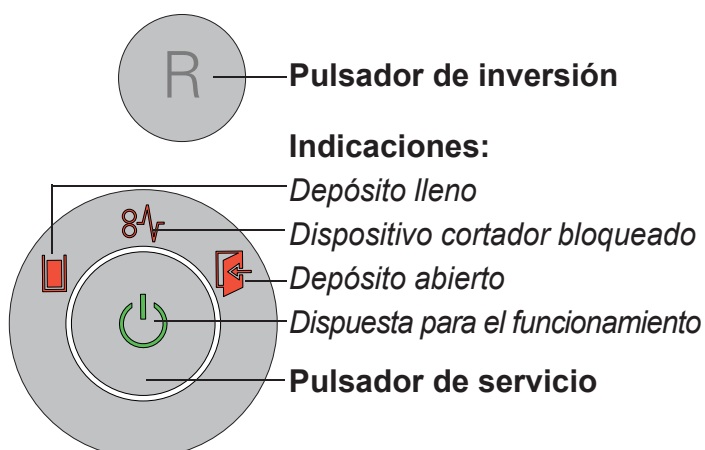 R
Pulsador de inversión
Indicaciones:
Depósito lleno
Dispositivo cortador bloqueado
Depósito abierto
Dispuesta para el funcionamiento
Pulsador de servicio